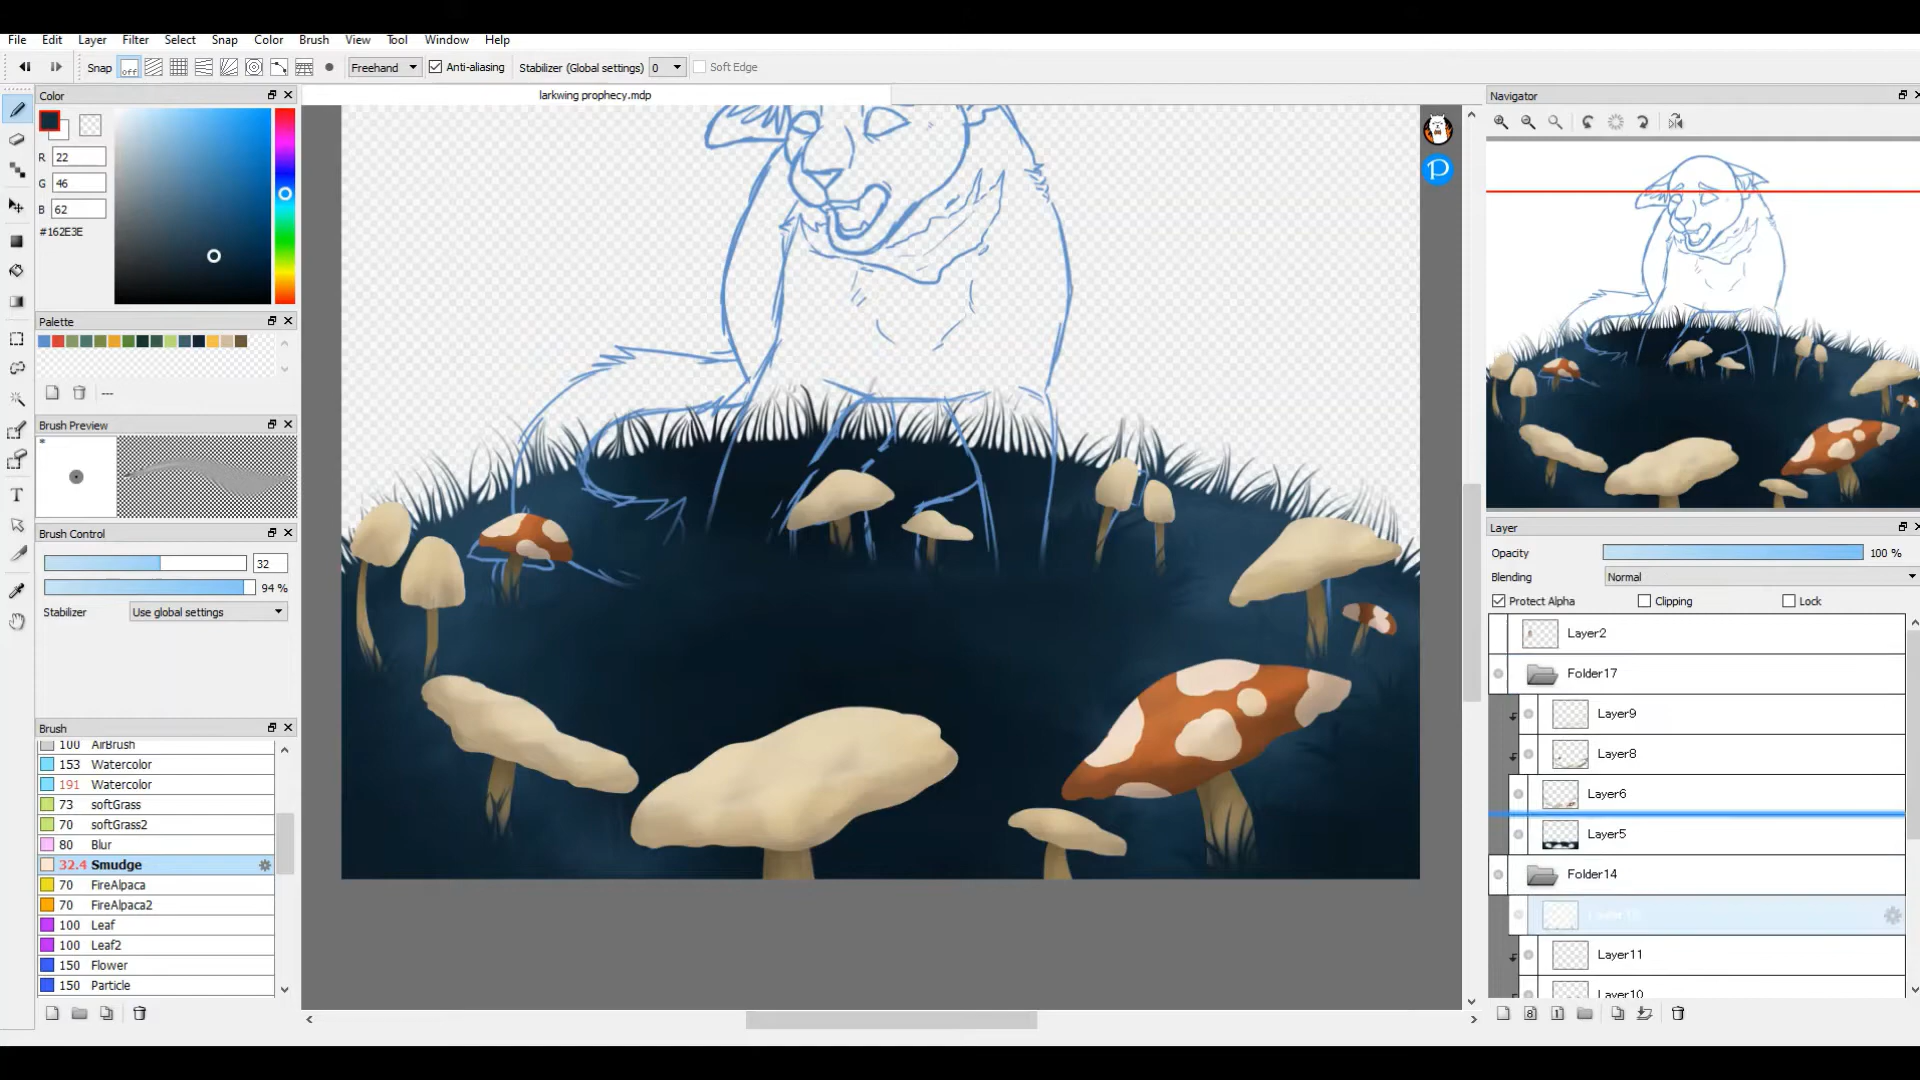 File Edit Layer Filter Select Snap Color Brush View Tool Window Help
Snap off Freehand Anti-aliasing Stabilizer (Global settings) 0 Soft Edge
Color
larkwing prophecy.mdp
Navigator
R 22
G 46
B 62
#162E3E
Palette
---
Brush Preview
*
Brush Control
32
94 %
Stabilizer Use global settings
Brush
100 AirBrush
153 Watercolor
191 Watercolor
73 softGrass
70 softGrass2
80 Blur
32.4 Smudge
70 FireAlpaca
70 FireAlpaca2
100 Leaf
100 Leaf2
150 Flower
150 Particle
P
Layer
Opacity 100 %
Blending Normal
Protect Alpha Clipping Lock
Layer2
Folder17
Layer9
Layer8
Layer6
Layer5
Folder14
Layer11
Layer10
8 1